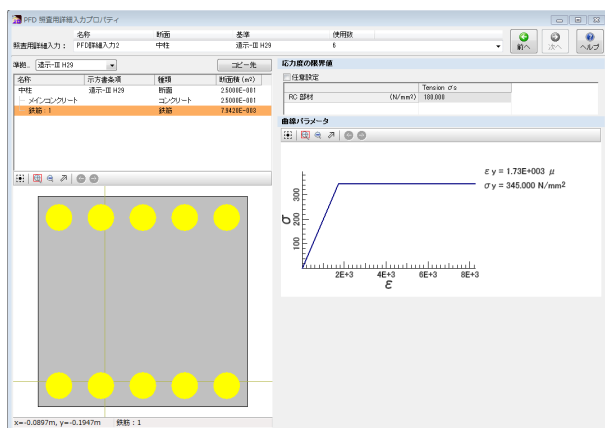 PFD 照査用詳細入力プロパティ
名称 断面 基準 使用数
照査用詳細入力: PFD詳細入力2 中柱 道示-III H29 6
前へ 次へ ヘルプ
準拠. 道示-III H29 コピー先
名称 示方書条項 種類 断面積 (m²)
中柱 道示-III H29 断面 2.5000E-001
メインコンクリート コンクリート 2.5000E-001
鉄筋: 1 鉄筋 7.9420E-003
応力度の限界値
任意設定
Tension σs
RC 部材 (N/mm²) 180.000
曲線パラメータ
εy = 1.73E+003 μ
σy = 345.000 N/mm²
σ
100 200 300
2E+3 4E+3 6E+3 8E+3
ε
x=-0.0897m, y=-0.1947m 鉄筋: 1